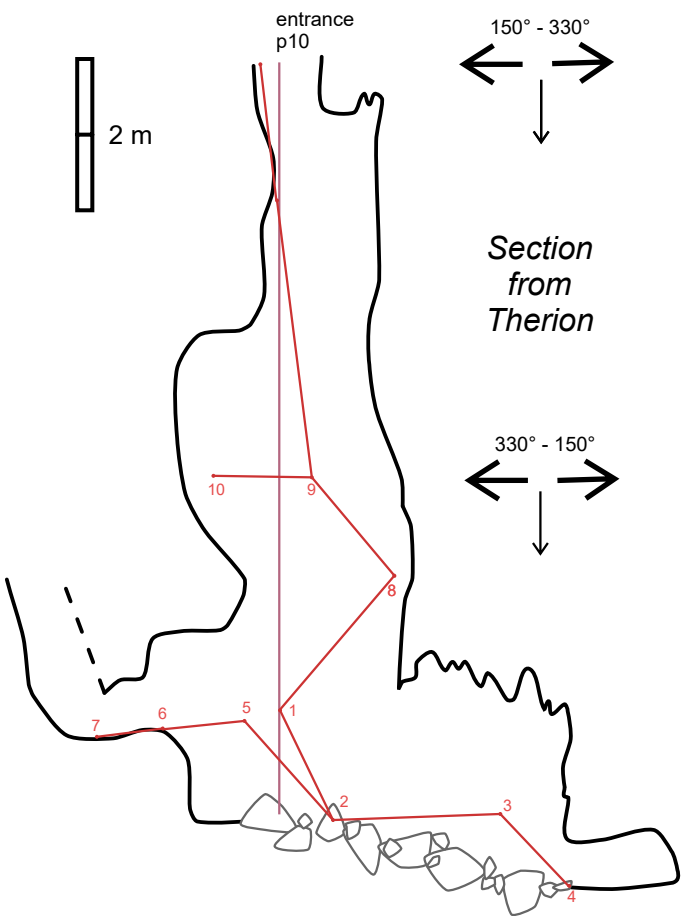 entrance
p10
150° - 330°
2 m
Section
from
Therion
330° - 150°
10
9
8
1
5
6
7
2
3
4